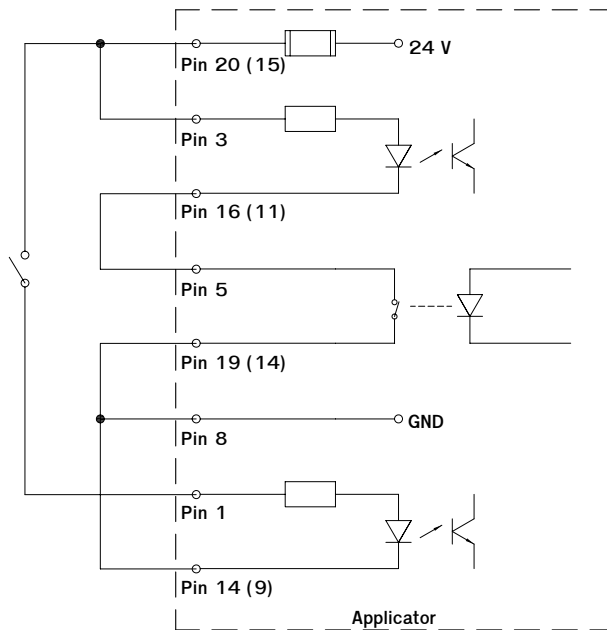 24 V
Pin 20 (15)
Pin 3
Pin 16 (11)
Pin 5
Pin 19 (14)
GND
Pin 8
Pin 1
Pin 14 (9)
Applicator